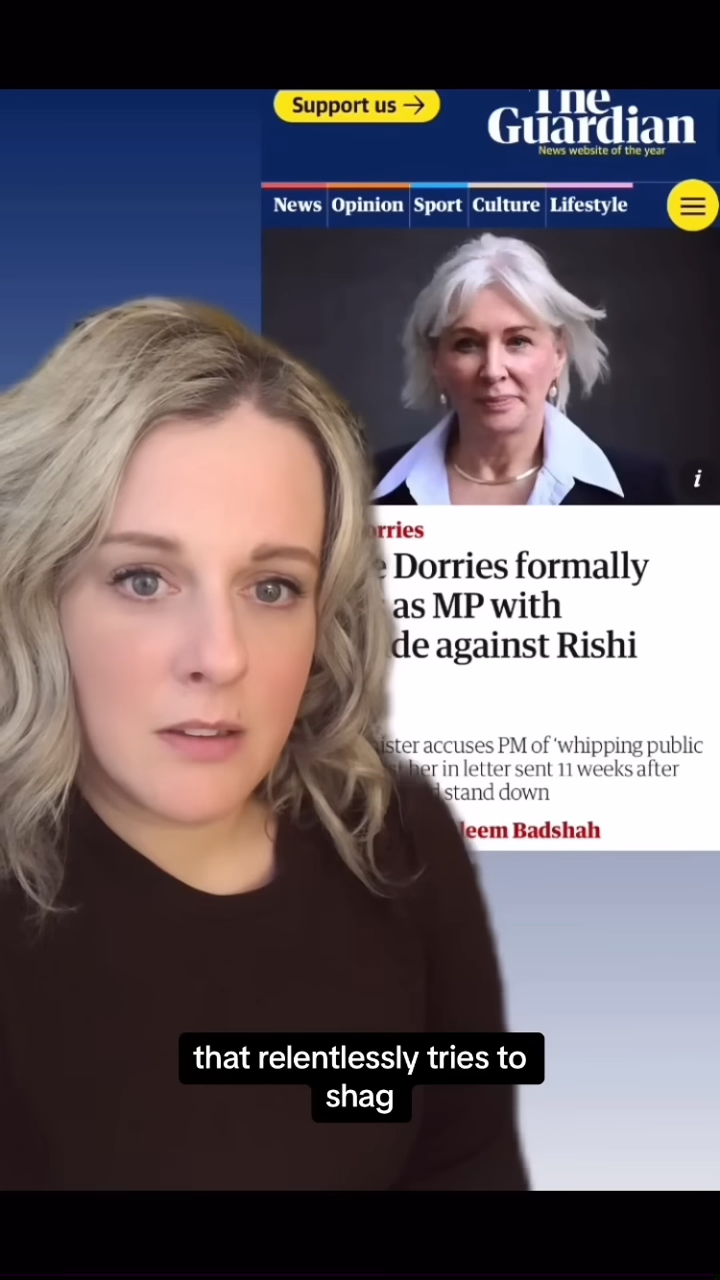 Support us →
The
Guardian
News website of the year
News Opinion Sport Culture Lifestyle
i
orries
e Dorries formally
as MP with
de against Rishi
ister accuses PM of 'whipping public
st her in letter sent 11 weeks after
d stand down
leem Badshah
that relentlessly tries to
shag